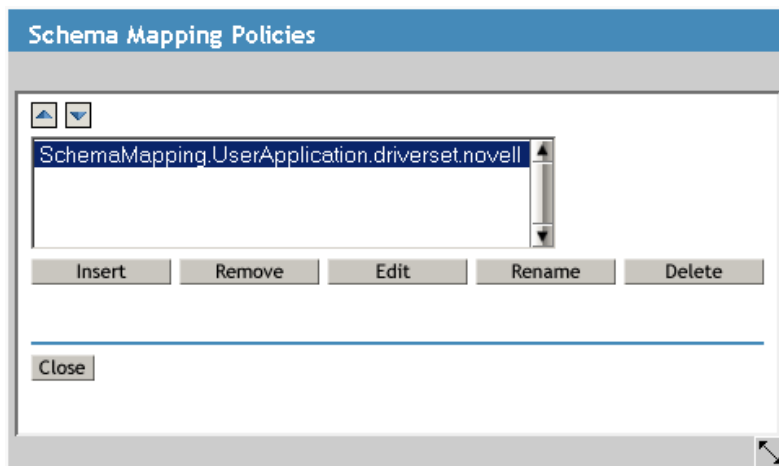 Schema Mapping Policies
SchemaMapping.UserApplication.driverset.novell
Insert Remove Edit Rename Delete
Close